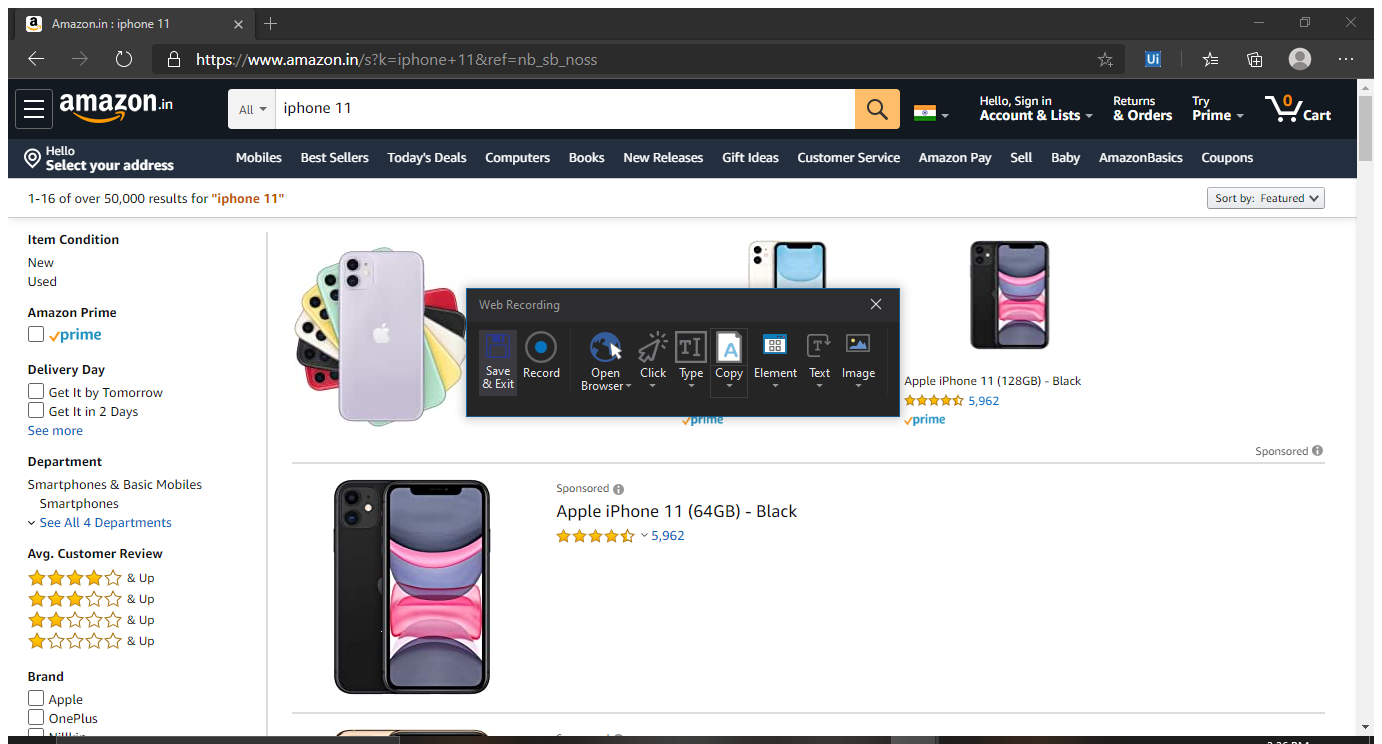 Amazon.in : iphone 11
https://www.amazon.in/s?k=iphone+11&ref=nb_sb_noss
Ui
amazon.in
All
iphone 11
Hello, Sign in
Account & Lists
Returns
& Orders
Try
Prime
0
Cart
Hello
Select your address
Mobiles Best Sellers Today's Deals Computers Books New Releases Gift Ideas Customer Service Amazon Pay Sell Baby AmazonBasics Coupons
1-16 of over 50,000 results for "iphone 11"
Sort by: Featured
Item Condition
New
Used
Amazon Prime
prime
Delivery Day
Get It by Tomorrow
Get It in 2 Days
See more
Department
Smartphones & Basic Mobiles
Smartphones
See All 4 Departments
Avg. Customer Review
& Up
& Up
& Up
& Up
Brand
Apple
OnePlus
Web Recording
Save
& Exit
Record
Open
Browser
Click
Type
Copy
Element
Text
Image
prime
Apple iPhone 11 (128GB) - Black
5,962
prime
Sponsored
Sponsored
Apple iPhone 11 (64GB) - Black
5,962